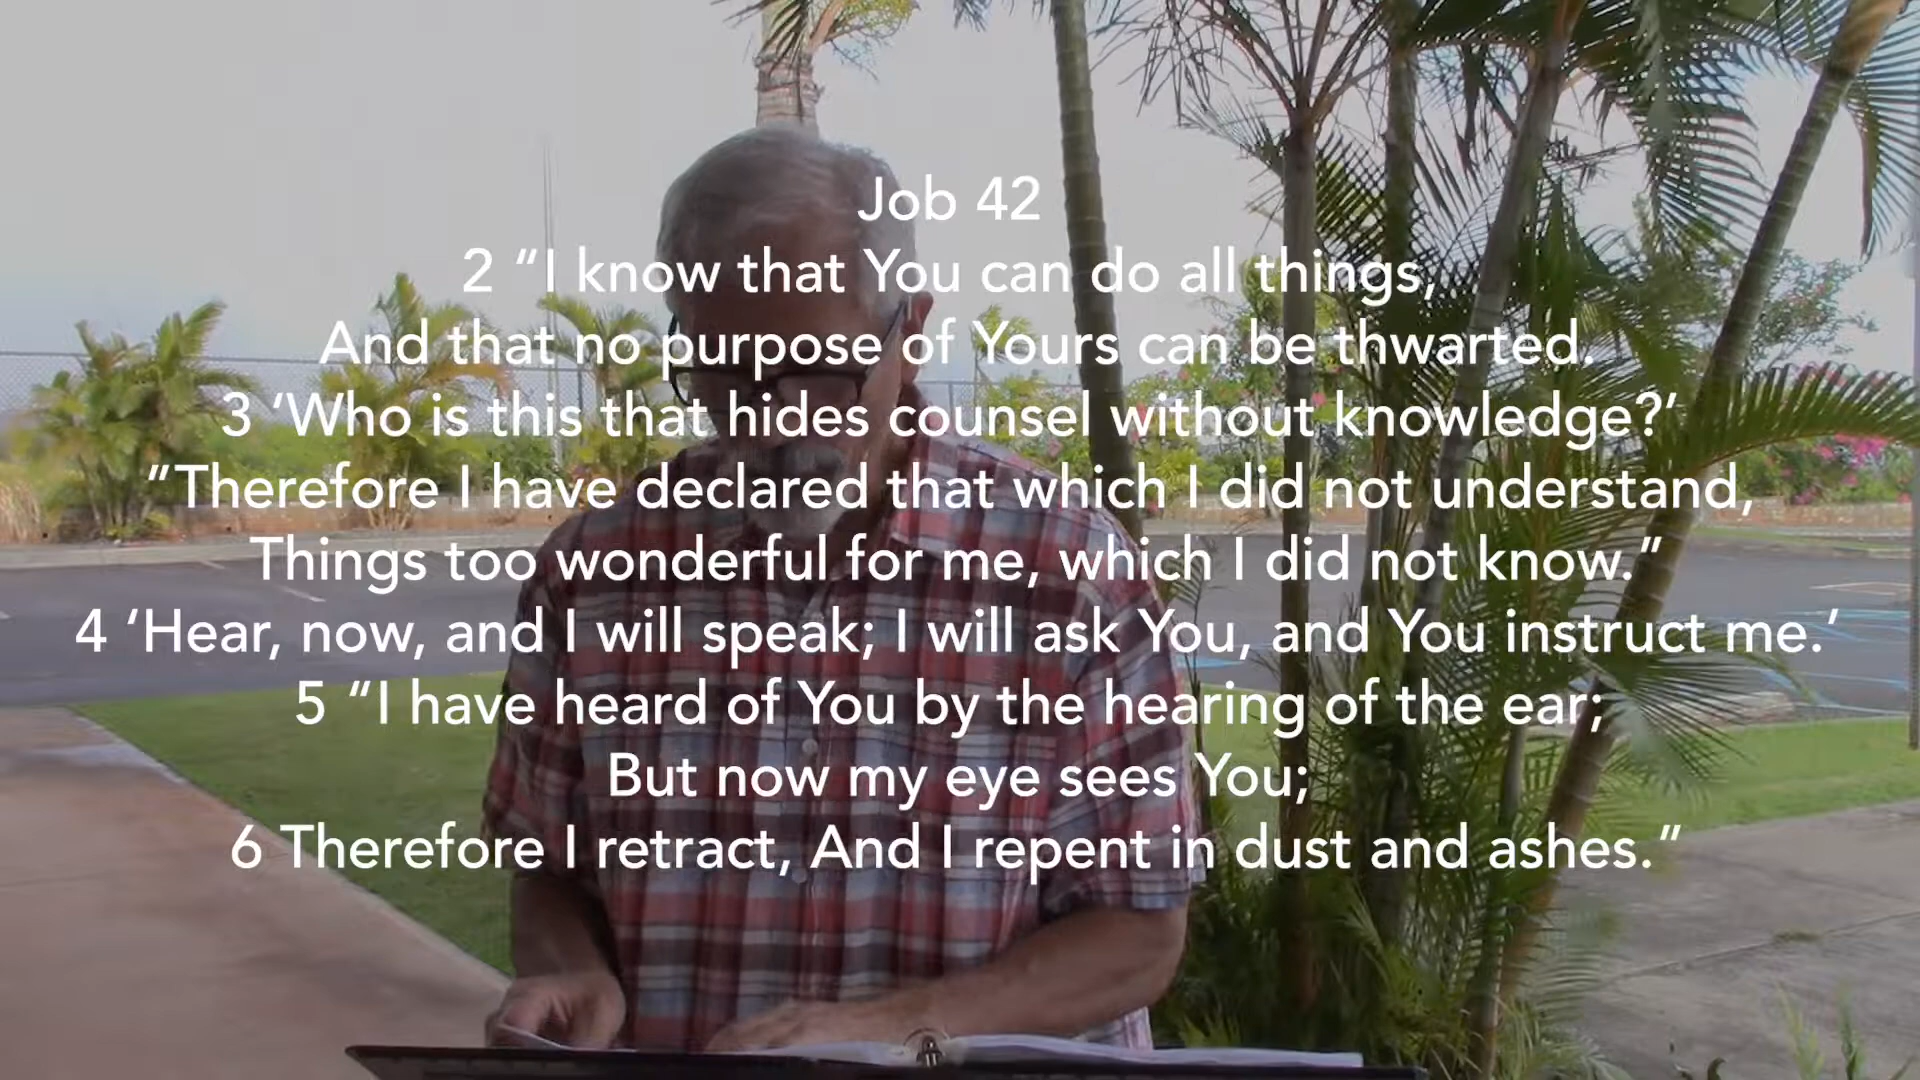 Job 42
2 “I know that You can do all things,
And that no purpose of Yours can be thwarted.
3 ‘Who is this that hides counsel without knowledge?’
“Therefore I have declared that which I did not understand,
Things too wonderful for me, which I did not know.”
4 ‘Hear, now, and I will speak; I will ask You, and You instruct me.’
5 “I have heard of You by the hearing of the ear;
But now my eye sees You;
6 Therefore I retract, And I repent in dust and ashes.”